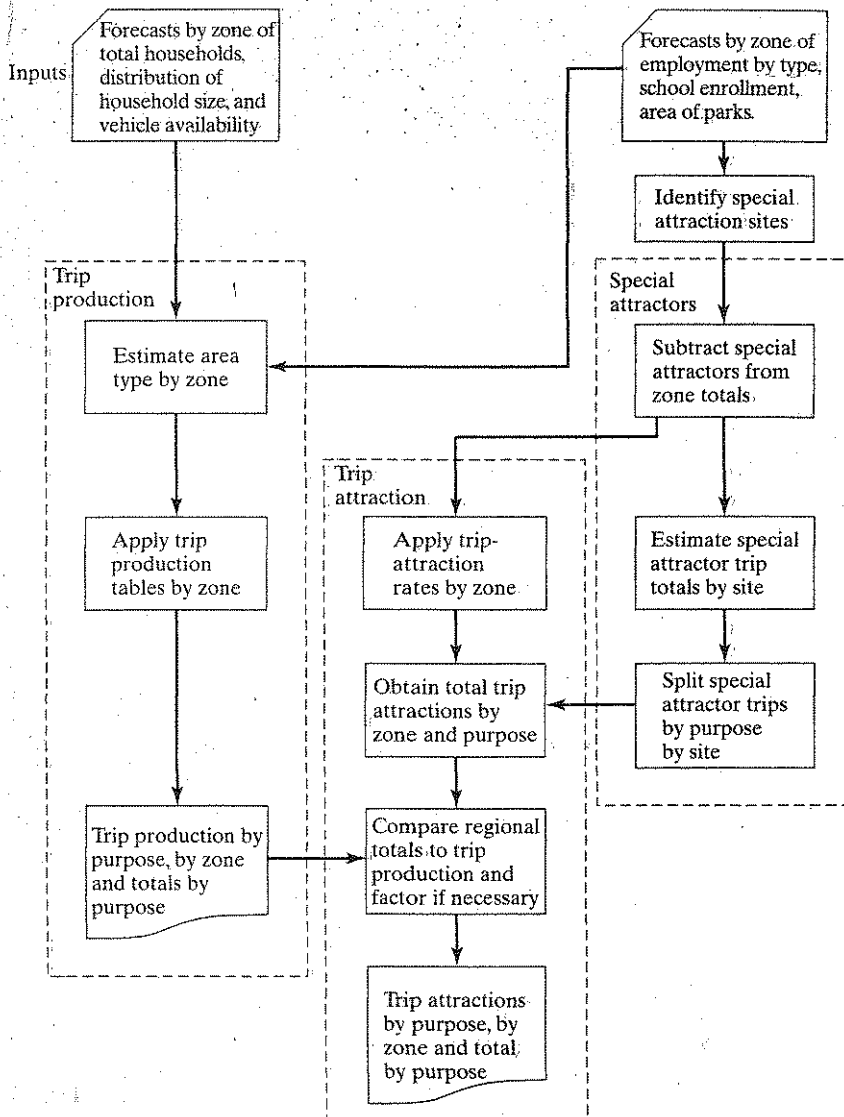 Inputs
Forecasts by zone of
total households,
distribution of
household size, and
vehicle availability
Forecasts by zone of
employment by type,
school enrollment,
area of parks.
Identify special
attraction sites
Trip
production
Estimate area
type by zone
Apply trip
production
tables by zone
Trip production by
purpose, by zone
and totals by
purpose
Special
attractors
Subtract special
attractors from
zone totals
Estimate special
attractor trip
totals by site
Split special
attractor trips
by purpose
by site
Trip
attraction
Apply trip-
attraction
rates by zone
Obtain total trip
attractions by
zone and purpose
Compare regional
totals to trip
production and
factor if necessary
Trip attractions
by purpose, by
zone and total
by purpose